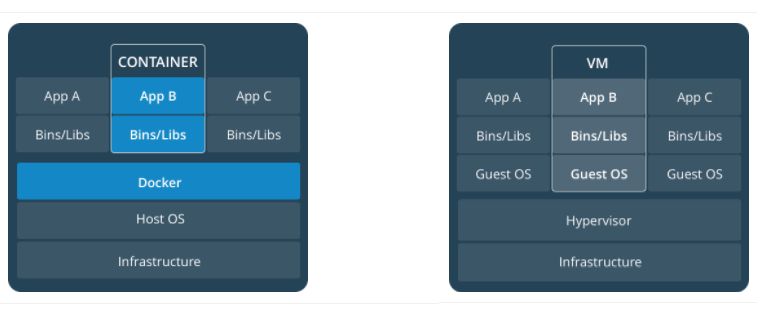 CONTAINER
App A App B App C
Bins/Libs Bins/Libs Bins/Libs
Docker
Host OS
Infrastructure
VM
App A App B App C
Bins/Libs Bins/Libs Bins/Libs
Guest OS Guest OS Guest OS
Hypervisor
Infrastructure